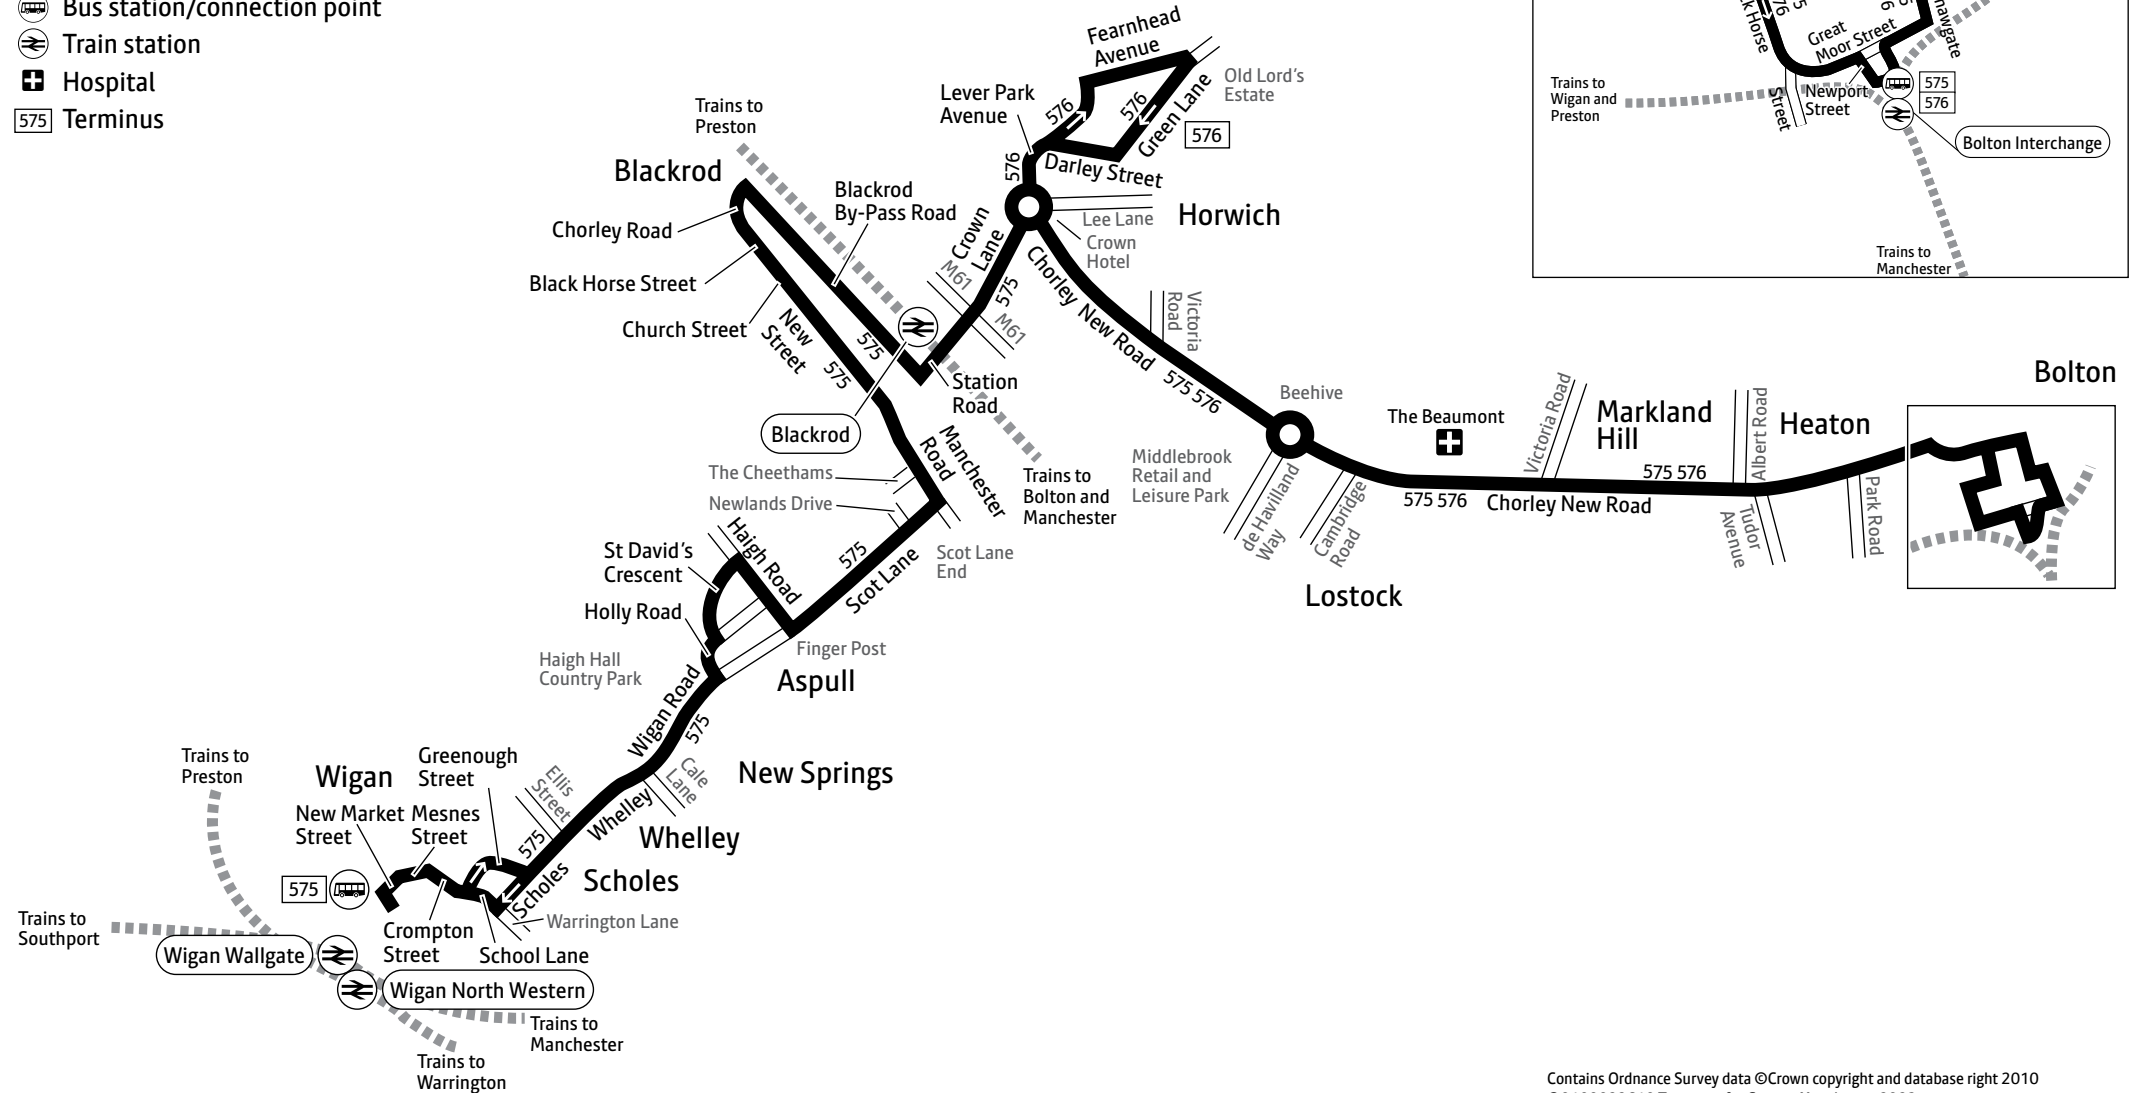 Bus station/connection point
Train station
Hospital
575 Terminus
Fearnhead
Avenue
Old Lord's
Estate
Lever Park
Avenue
576
576
Green Lane
576
576
Darley Street
Trains to
Preston
Blackrod
Blackrod
By-Pass Road
Chorley Road
Black Horse Street
Church Street
New
Street
575
575
Crown
Lane
M61
M61
575
Lee Lane
Horwich
Crown
Hotel
Chorley New Road
Victoria
Road
575 576
Station
Road
Blackrod
Manchester
Road
Trains to
Bolton and
Manchester
The Cheethams
Newlands Drive
Scot Lane
End
575
Scot Lane
Haigh Road
St David's
Crescent
Holly Road
Finger Post
Haigh Hall
Country Park
Aspull
Wigan Road
575
New Springs
Cale
Lane
Whelley
Whelley
Ellis
Street
575
Scholes
Scholes
Warrington Lane
Greenough
Street
Wigan
New Market
Street
Mesnes
Street
Trains to
Preston
575
Trains to
Southport
Crompton
Street
School Lane
Wigan Wallgate
Wigan North Western
Trains to
Manchester
Trains to
Warrington
Beehive
Middlebrook
Retail and
Leisure Park
de Havilland
Way
Cambridge
Road
Lostock
The Beaumont
575 576
Chorley New Road
Victoria Road
Markland
Hill
575 576
Albert Road
Heaton
Tudor
Avenue
Park Road
Bolton
Great
Moor Street
Street
Newport
Street
Trains to
Wigan and
Preston
575
576
Bolton Interchange
Trains to
Manchester
Contains Ordnance Survey data ©Crown copyright and database right 2010